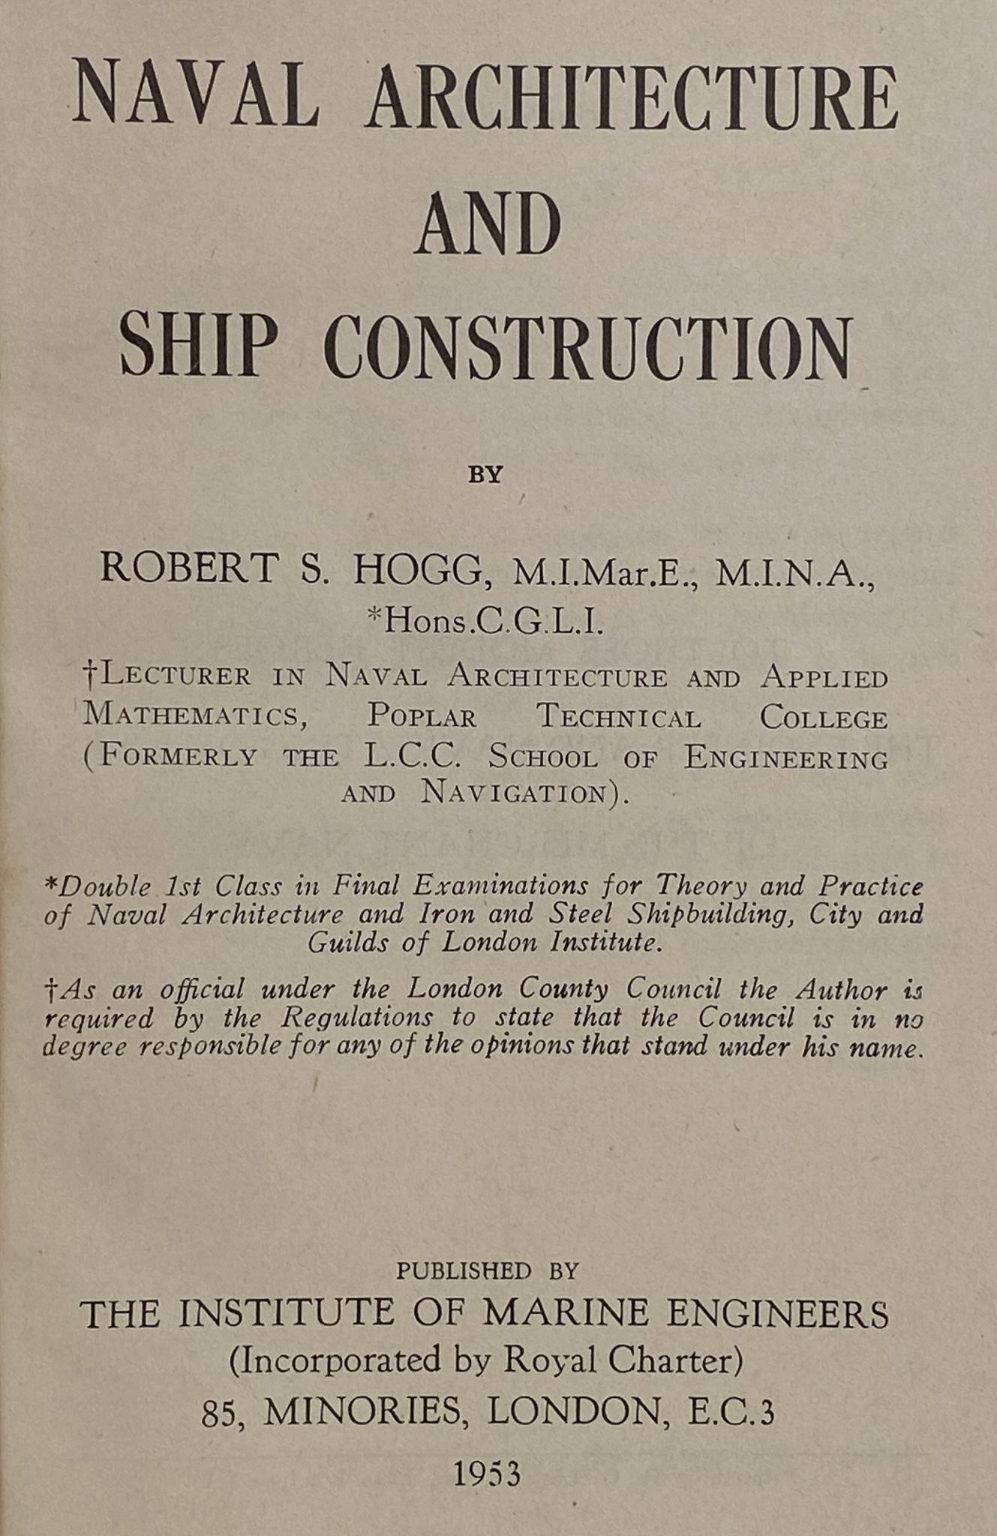 NAVAL ARCHITECTURE
AND
SHIP CONSTRUCTION
BY
ROBERT S. HOGG, M.I.Mar.E., M.I.N.A.,
*Hons.C.G.L.I.
†LECTURER IN NAVAL ARCHITECTURE AND APPLIED
MATHEMATICS, POPLAR TECHNICAL COLLEGE
(FORMERLY THE L.C.C. SCHOOL OF ENGINEERING
AND NAVIGATION).
*Double 1st Class in Final Examinations for Theory and Practice
of Naval Architecture and Iron and Steel Shipbuilding, City and
Guilds of London Institute.
†As an official under the London County Council the Author is
required by the Regulations to state that the Council is in no
degree responsible for any of the opinions that stand under his name.
PUBLISHED BY
THE INSTITUTE OF MARINE ENGINEERS
(Incorporated by Royal Charter)
85, MINORIES, LONDON, E.C.3
1953